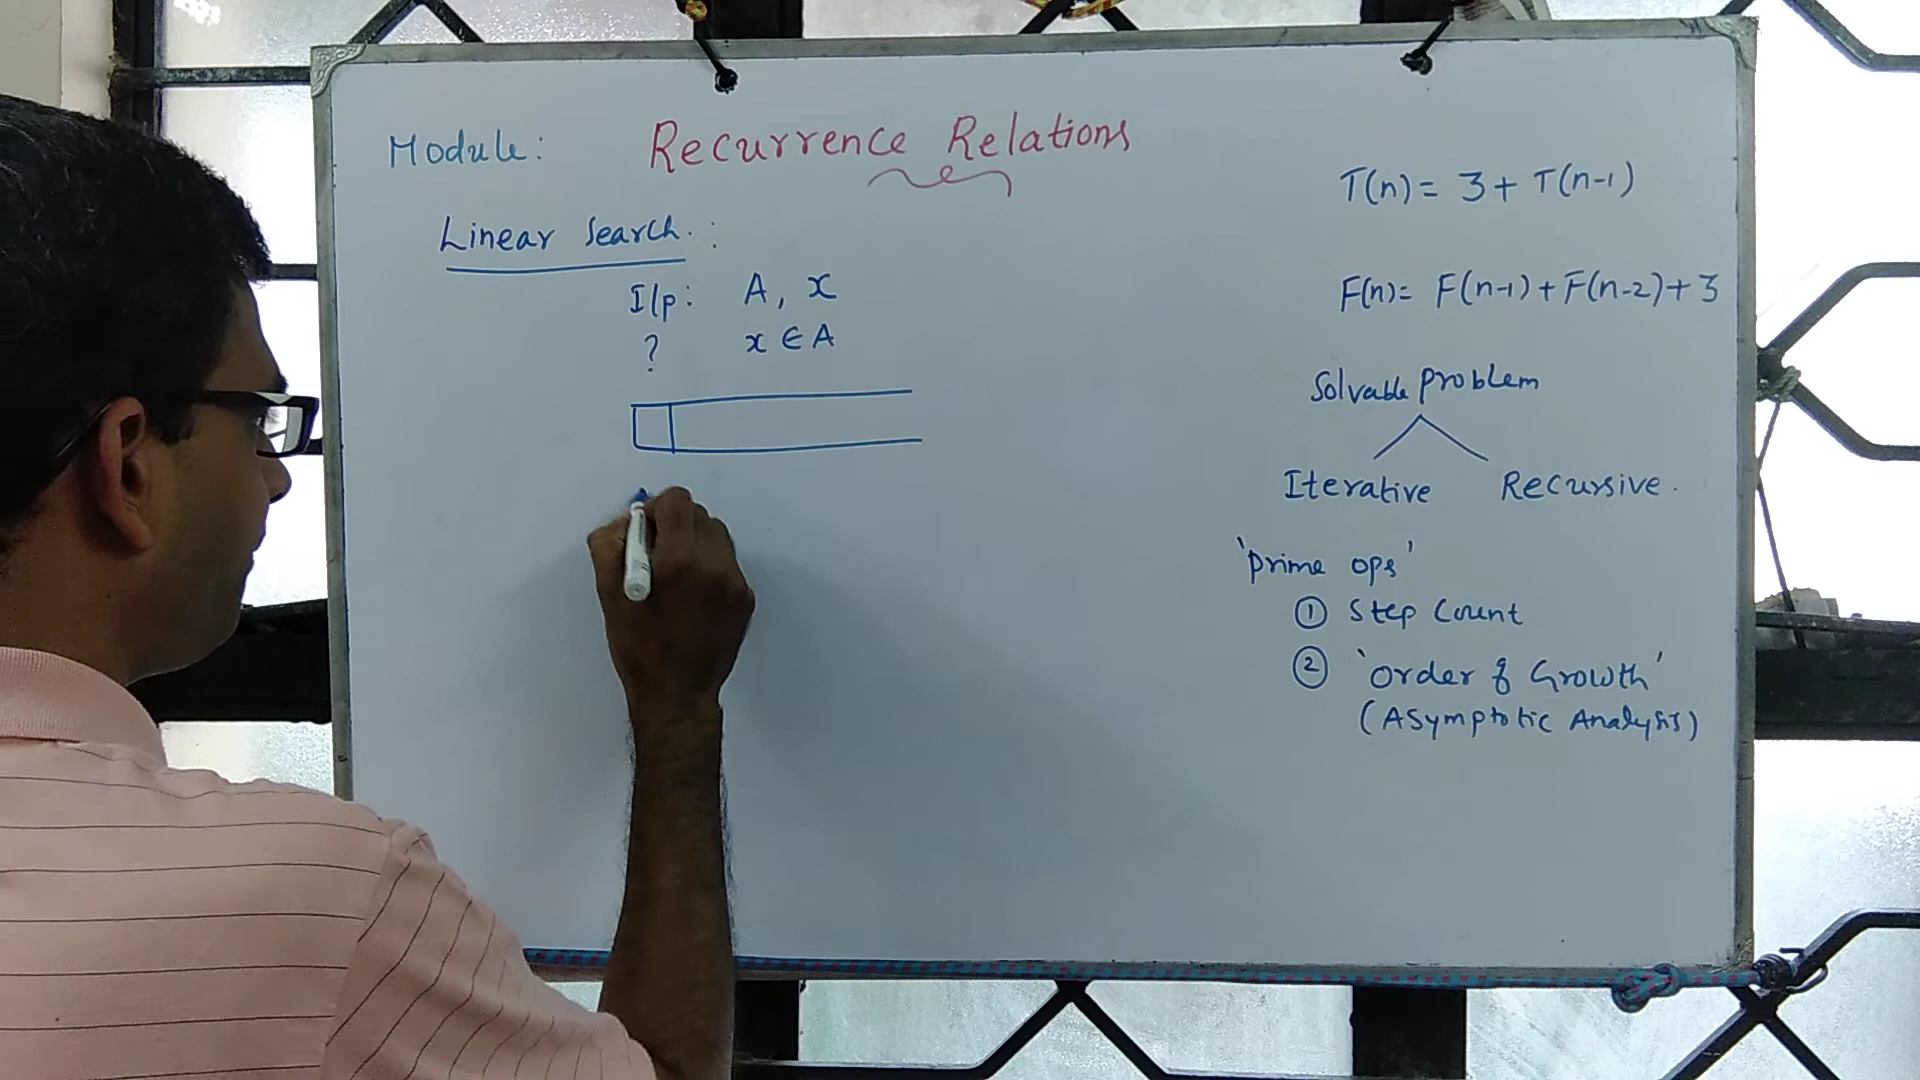 Module: Recurrence Relations
Linear Search. :
I/p: A, x
? x ∈ A
T(n) = 3 + T(n-1)
F(n) = F(n-1) + F(n-2) + 3
Solvable problem
Iterative Recursive.
'prime ops'
① Step Count
② 'Order of Growth'
(Asymptotic Analysis)